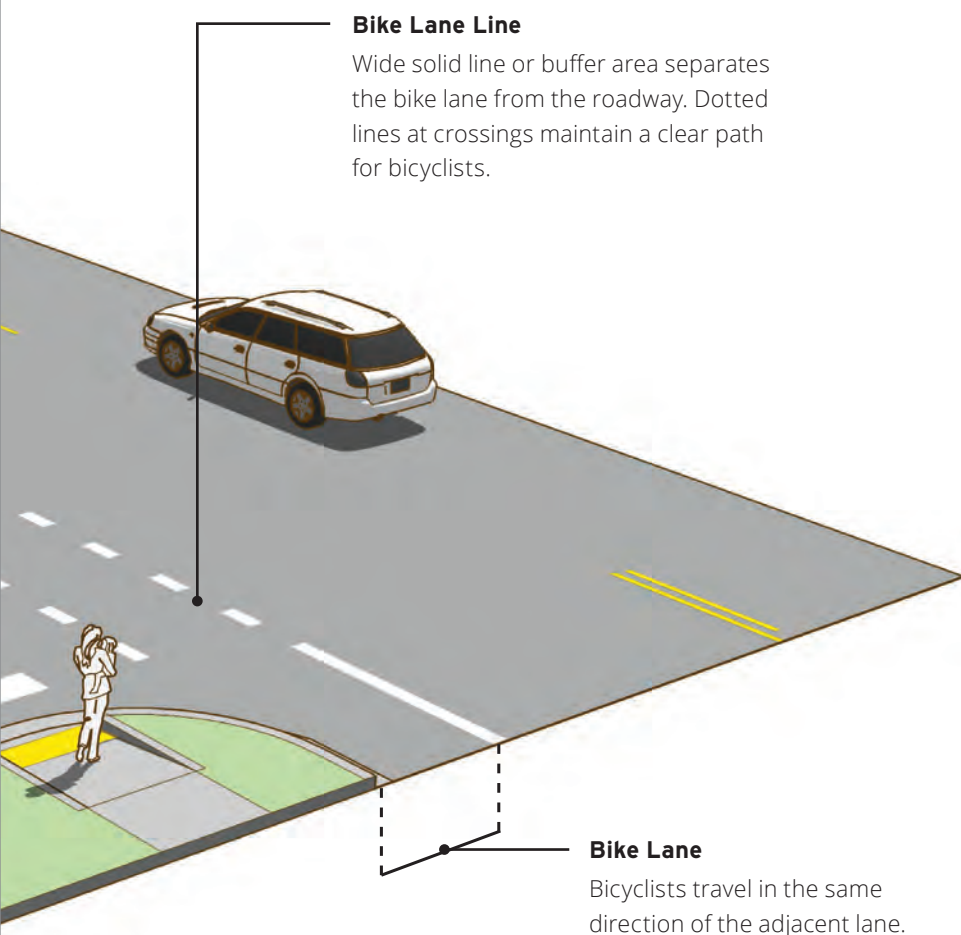 Bike Lane Line
Wide solid line or buffer area separates
the bike lane from the roadway. Dotted
lines at crossings maintain a clear path
for bicyclists.
Bike Lane
Bicyclists travel in the same
direction of the adjacent lane.